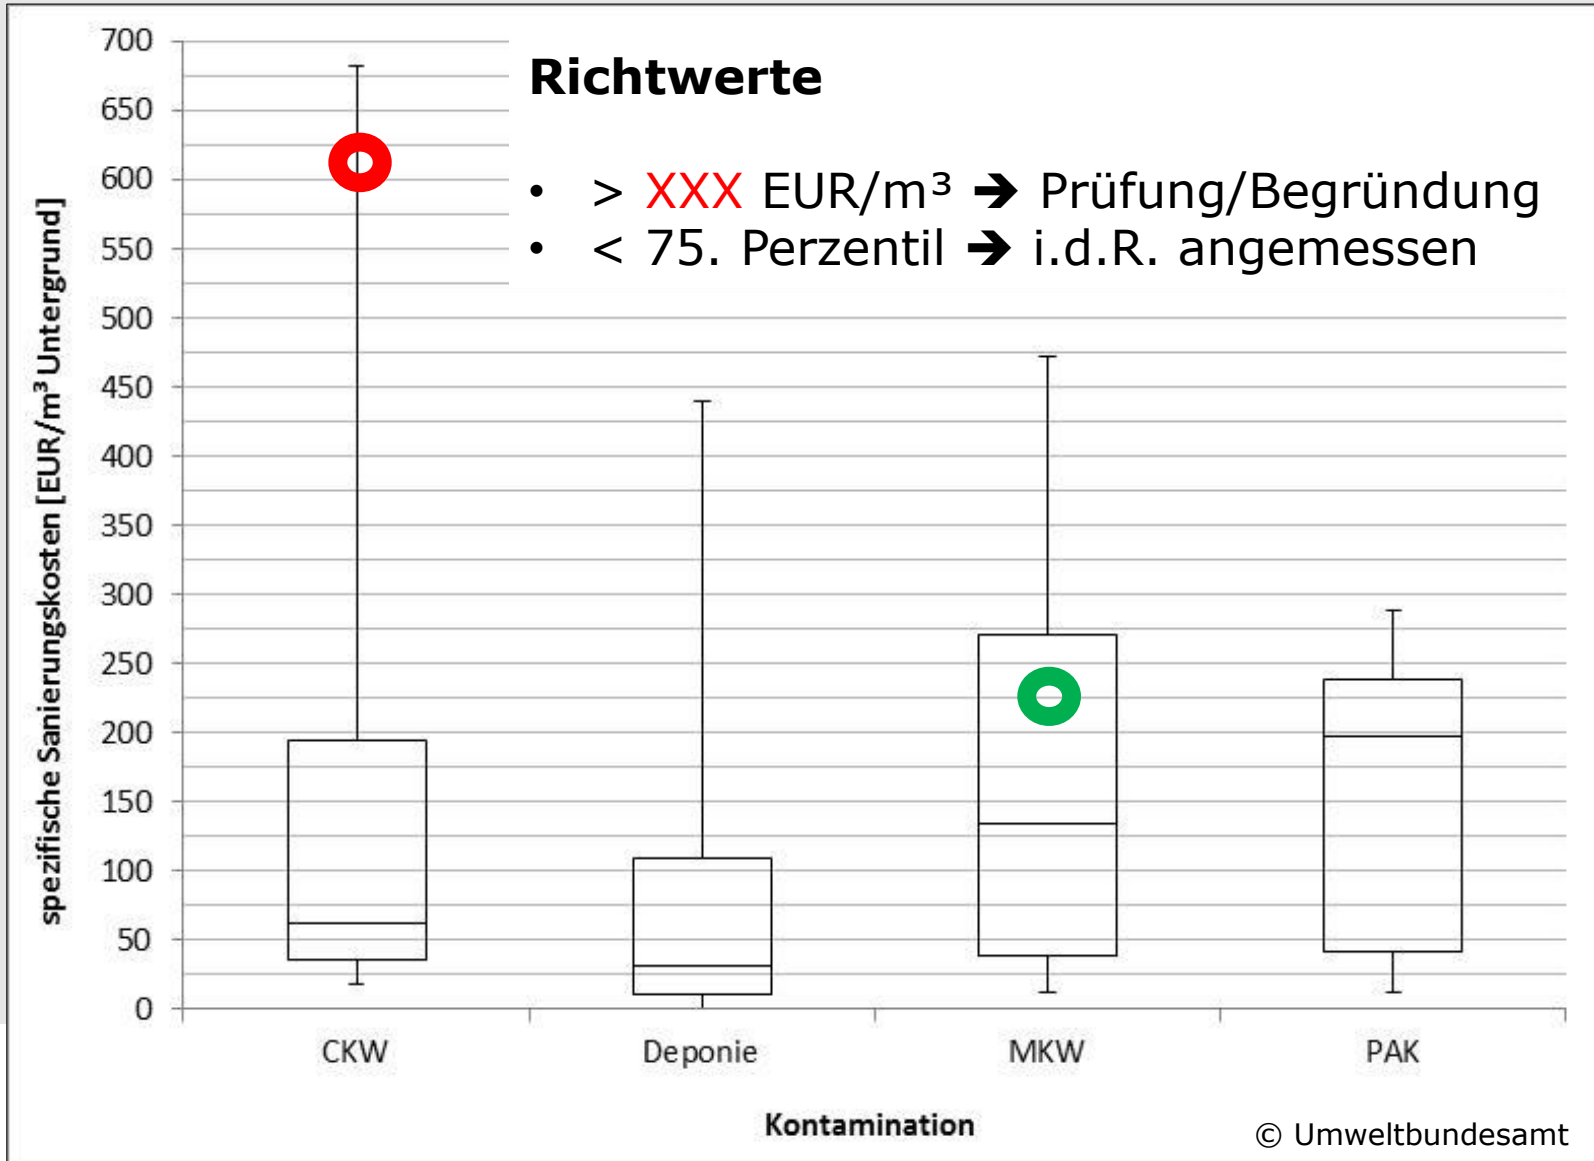 Richtwerte
• > XXX EUR/m³ ➔ Prüfung/Begründung
• < 75. Perzentil ➔ i.d.R. angemessen
spezifische Sanierungskosten [EUR/m³ Untergrund]
700
650
600
550
500
450
400
350
300
250
200
150
100
50
0
CKW Deponie MKW PAK
Kontamination
© Umweltbundesamt